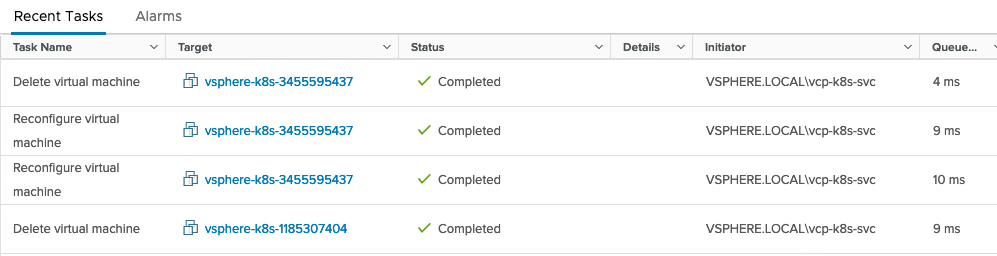 Recent Tasks Alarms
Task Name Target Status Details Initiator Queue...
Delete virtual machine vsphere-k8s-3455595437 Completed VSPHERE.LOCAL\vcp-k8s-svc 4 ms
Reconfigure virtual
machine vsphere-k8s-3455595437 Completed VSPHERE.LOCAL\vcp-k8s-svc 9 ms
Reconfigure virtual
machine vsphere-k8s-3455595437 Completed VSPHERE.LOCAL\vcp-k8s-svc 10 ms
Delete virtual machine vsphere-k8s-1185307404 Completed VSPHERE.LOCAL\vcp-k8s-svc 9 ms